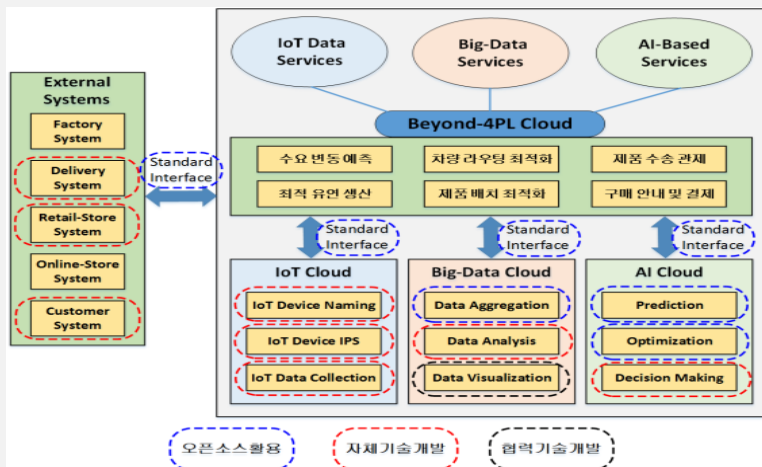 IoT Data
Services
Big-Data
Services
AI-Based
Services
Beyond-4PL Cloud
External
Systems
Factory
System
Delivery
System
Retail-Store
System
Online-Store
System
Customer
System
Standard
Interface
수요 변동 예측
차량 라우팅 최적화
제품 수송 관제
최적 유연 생산
제품 배치 최적화
구매 안내 및 결제
Standard
Interface
Standard
Interface
Standard
Interface
IoT Cloud
IoT Device Naming
IoT Device IPS
IoT Data Collection
Big-Data Cloud
Data Aggregation
Data Analysis
Data Visualization
AI Cloud
Prediction
Optimization
Decision Making
오픈소스활용
자체기술개발
협력기술개발